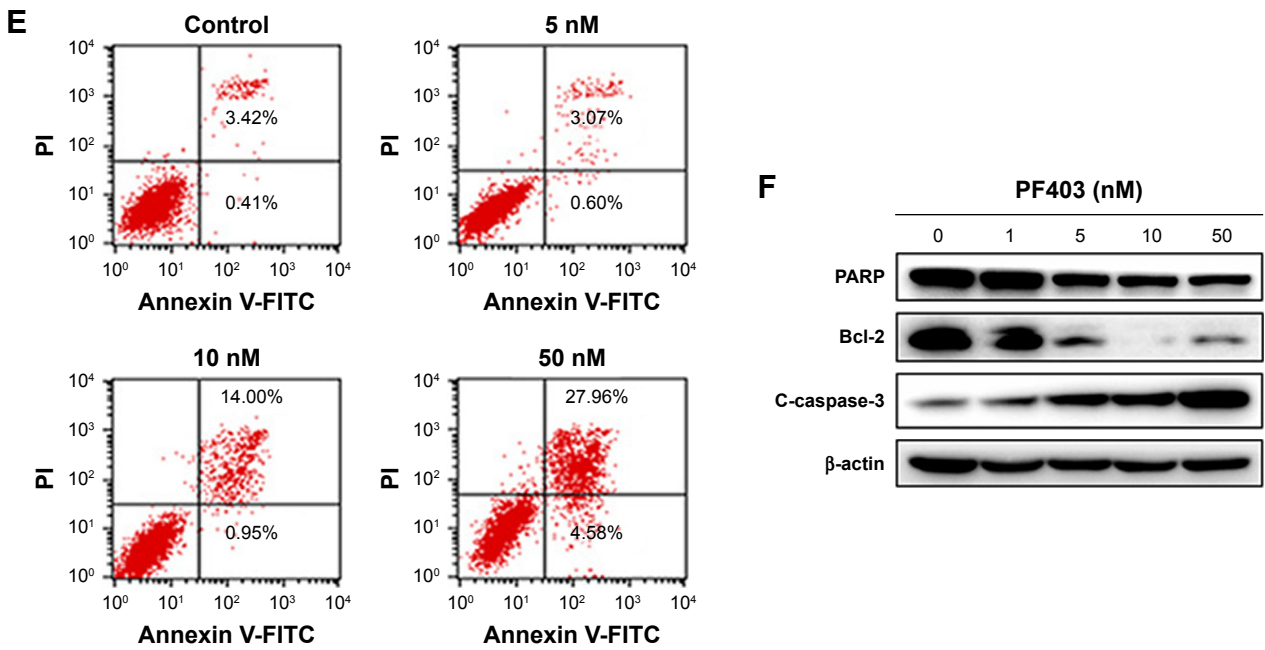 E
Control
10⁴
10³
10²
10¹
10⁰
PI
3.42%
0.41%
10⁰ 10¹ 10² 10³ 10⁴
Annexin V-FITC
5 nM
10⁴
10³
10²
10¹
10⁰
PI
3.07%
0.60%
10⁰ 10¹ 10² 10³ 10⁴
Annexin V-FITC
10 nM
10⁴
10³
10²
10¹
10⁰
PI
14.00%
0.95%
10⁰ 10¹ 10² 10³ 10⁴
Annexin V-FITC
50 nM
10⁴
10³
10²
10¹
10⁰
PI
27.96%
4.58%
10⁰ 10¹ 10² 10³ 10⁴
Annexin V-FITC
F
PF403 (nM)
0 1 5 10 50
PARP
Bcl-2
C-caspase-3
β-actin